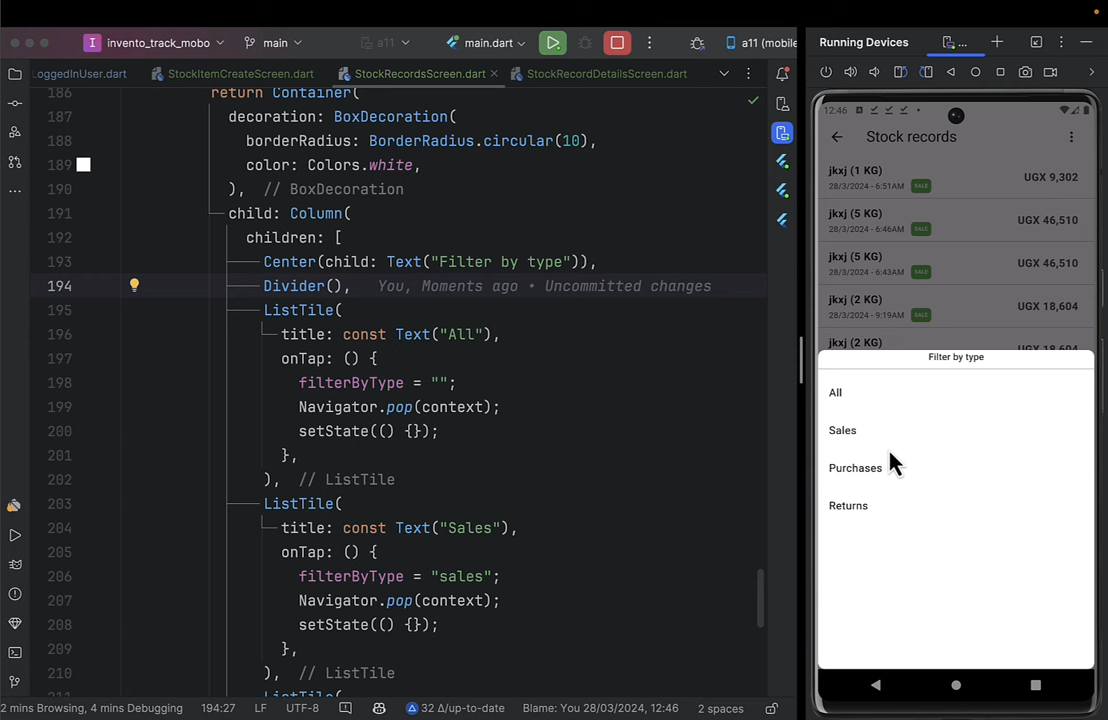 invento_track_mobo
main
a11
main.dart
a11 (mobile
Running Devices
...
LoggedInUser.dart
StockItemCreateScreen.dart
StockRecordsScreen.dart
StockRecordDetailsScreen.dart
186 return Container(
187 decoration: BoxDecoration(
188 borderRadius: BorderRadius.circular(10),
189 color: Colors.white,
190 ), // BoxDecoration
191 child: Column(
192 children: [
193 Center(child: Text("Filter by type")),
194 Divider(), You, Moments ago • Uncommitted changes
195 ListTile(
196 title: const Text("All"),
197 onTap: () {
198 filterByType = "";
199 Navigator.pop(context);
200 setState(() {});
201 },
202 ), // ListTile
203 ListTile(
204 title: const Text("Sales"),
205 onTap: () {
206 filterByType = "sales";
207 Navigator.pop(context);
208 setState(() {});
209 },
210 ), // ListTile
211 ListTile(
2 mins Browsing, 4 mins Debugging
194:27
LF
UTF-8
32 Δ/up-to-date
Blame: You 28/03/2024, 12:46
2 spaces
12:46
Stock records
jkxj (1 KG)
28/3/2024 - 6:51AM SALE
UGX 9,302
jkxj (5 KG)
28/3/2024 - 6:46AM SALE
UGX 46,510
jkxj (5 KG)
28/3/2024 - 6:43AM SALE
UGX 46,510
jkxj (2 KG)
28/3/2024 - 9:19AM SALE
UGX 18,604
jkxj (2 KG)
UGX 18,604
Filter by type
All
Sales
Purchases
Returns